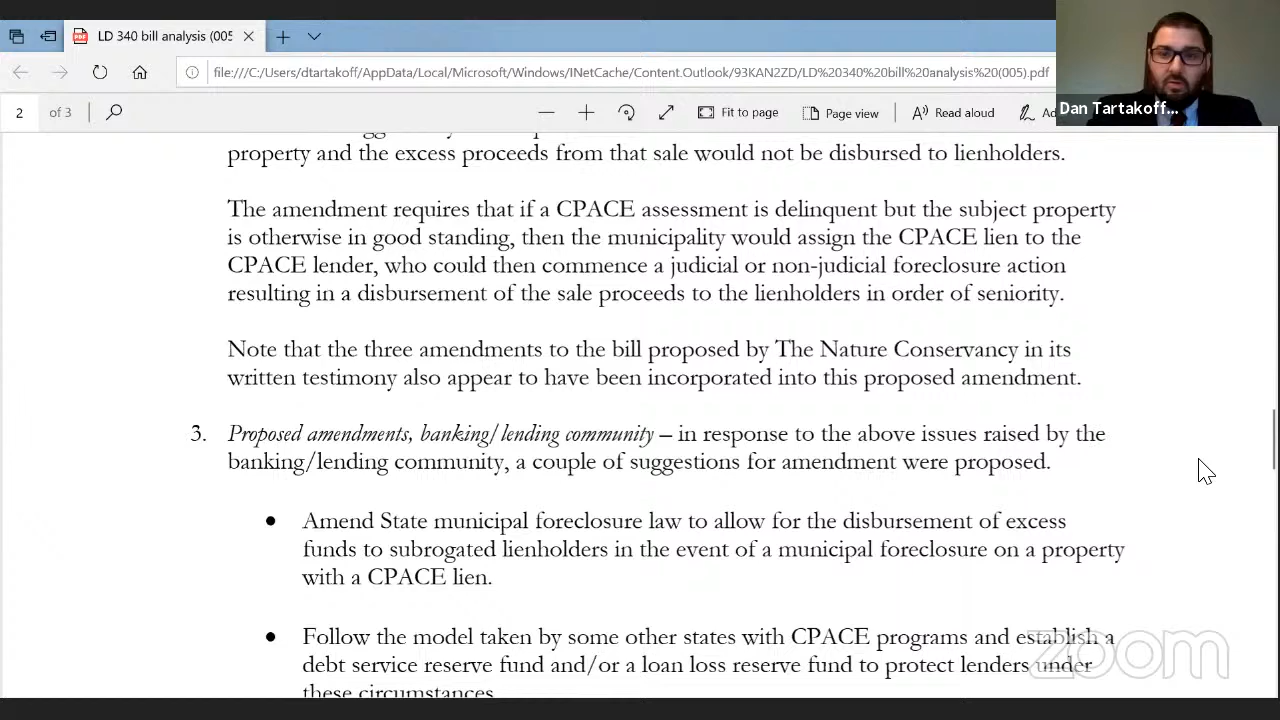 LD 340 bill analysis (005
file:///C:/Users/dtartakoff/AppData/Local/Microsoft/Windows/INetCache/Content.Outlook/93KAN2ZD/LD%20340%20bill%20analysis%20(005).pdf
2 of 3 Fit to page Page view Read aloud
Dan Tartakoff...
property and the excess proceeds from that sale would not be disbursed to lienholders.
The amendment requires that if a CPACE assessment is delinquent but the subject property
is otherwise in good standing, then the municipality would assign the CPACE lien to the
CPACE lender, who could then commence a judicial or non-judicial foreclosure action
resulting in a disbursement of the sale proceeds to the lienholders in order of seniority.
Note that the three amendments to the bill proposed by The Nature Conservancy in its
written testimony also appear to have been incorporated into this proposed amendment.
3. Proposed amendments, banking/lending community – in response to the above issues raised by the
banking/lending community, a couple of suggestions for amendment were proposed.
• Amend State municipal foreclosure law to allow for the disbursement of excess
funds to subrogated lienholders in the event of a municipal foreclosure on a property
with a CPACE lien.
• Follow the model taken by some other states with CPACE programs and establish a
debt service reserve fund and/or a loan loss reserve fund to protect lenders under
these circumstances.
zoom